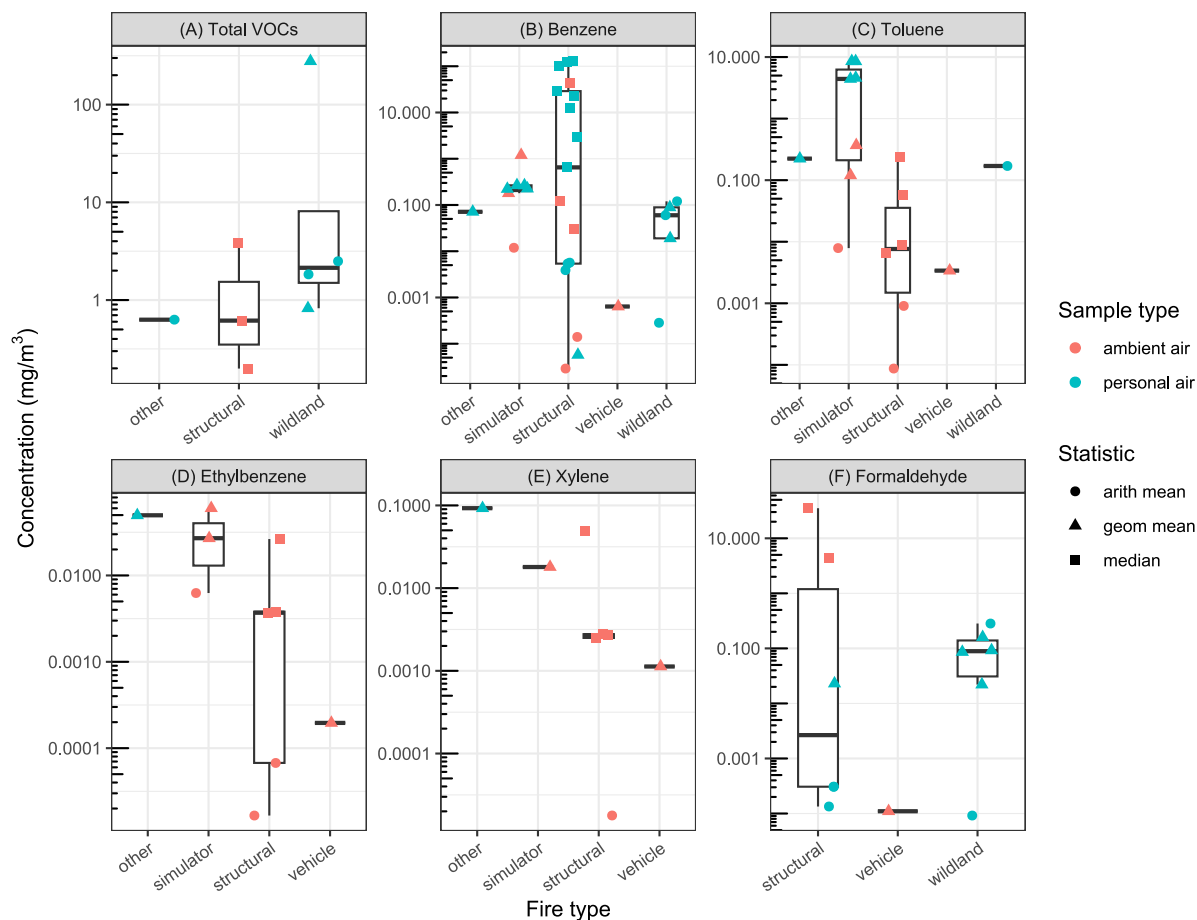 (A) Total VOCs
(B) Benzene
(C) Toluene
100
10
1
10.000
0.100
0.001
10.000
0.100
0.001
other
structural
wildland
other
simulator
structural
vehicle
wildland
other
simulator
structural
vehicle
wildland
Concentration (mg/m³)
(D) Ethylbenzene
(E) Xylene
(F) Formaldehyde
0.0100
0.0010
0.0001
0.1000
0.0100
0.0010
0.0001
10.000
0.100
0.001
other
simulator
structural
vehicle
other
simulator
structural
vehicle
structural
vehicle
wildland
Fire type
Sample type
ambient air
personal air
Statistic
arith mean
geom mean
median